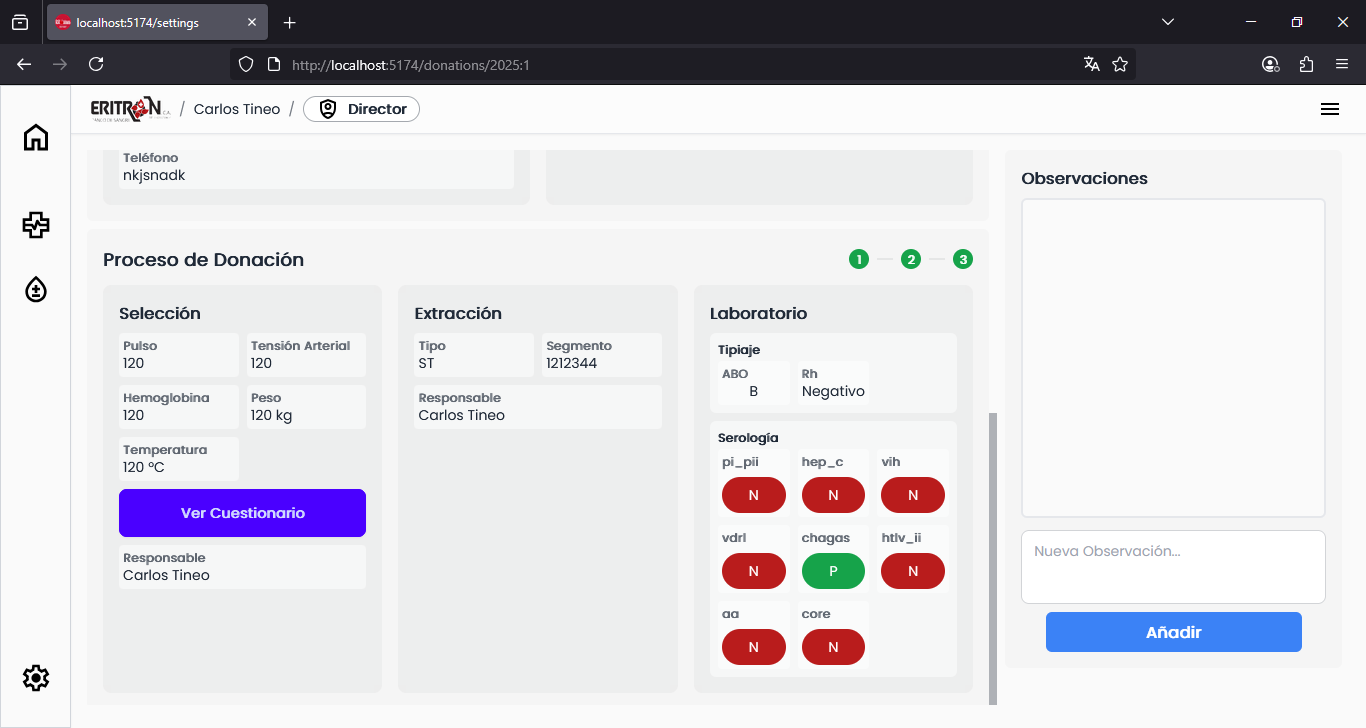 localhost:5174/settings
http://localhost:5174/donations/2025:1
ERITRON / Carlos Tineo / Director
Teléfono
nkjsnadk
Proceso de Donación
1 2 3
Selección
Pulso
120
Tensión Arterial
120
Hemoglobina
120
Peso
120 kg
Temperatura
120 °C
Ver Cuestionario
Responsable
Carlos Tineo
Extracción
Tipo
ST
Segmento
1212344
Responsable
Carlos Tineo
Laboratorio
Tipiaje
ABO
B
Rh
Negativo
Serología
pi_pii
N
hep_c
N
vih
N
vdrl
N
chagas
P
htlv_ii
N
aa
N
core
N
Observaciones
Nueva Observación...
Añadir